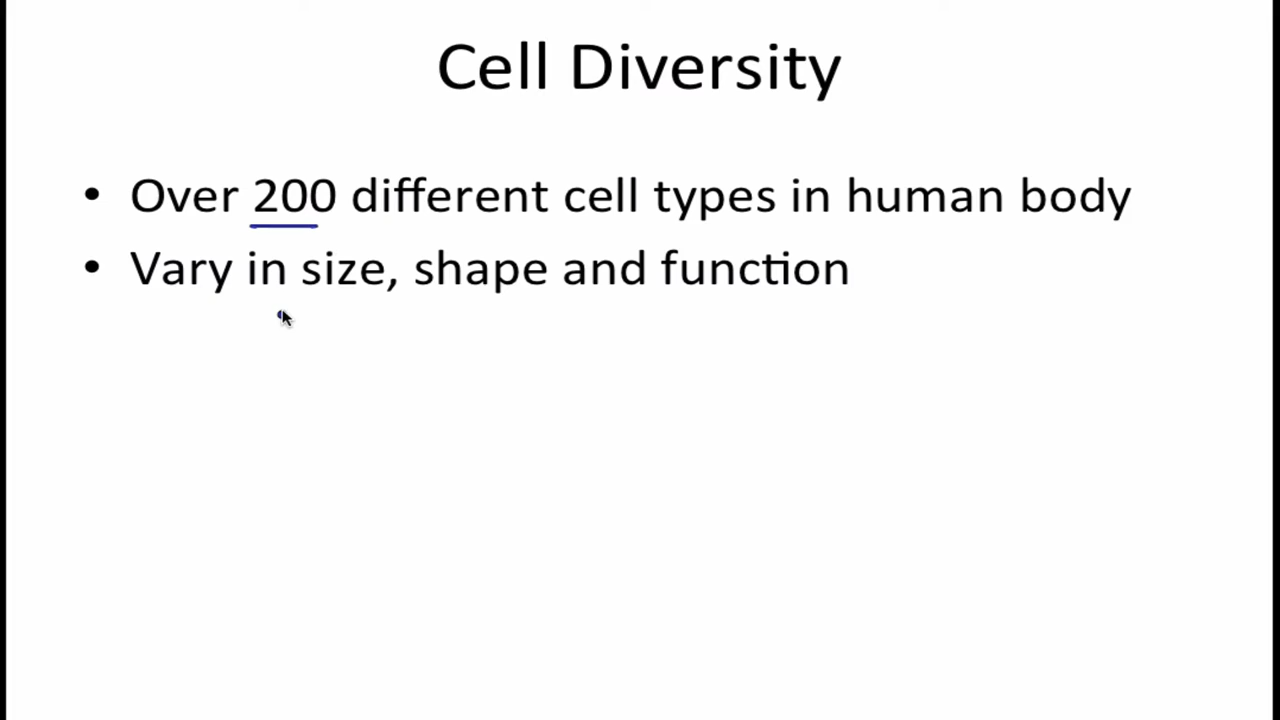 Cell Diversity
• Over 200 different cell types in human body
• Vary in size, shape and function